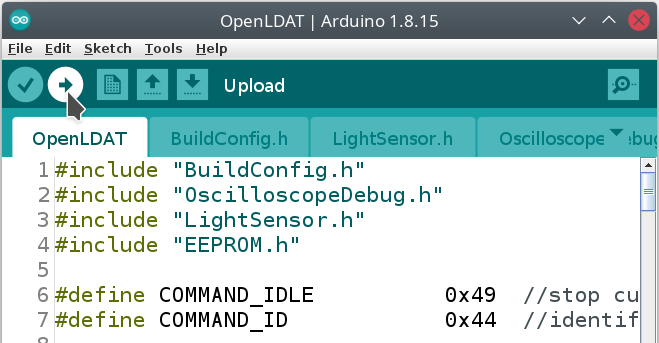 OpenLDAT | Arduino 1.8.15
File Edit Sketch Tools Help
Upload
OpenLDAT BuildConfig.h LightSensor.h Oscilloscope ebug
1 #include "BuildConfig.h"
2 #include "OscilloscopeDebug.h"
3 #include "LightSensor.h"
4 #include "EEPROM.h"
5
6 #define COMMAND_IDLE 0x49 //stop cu
7 #define COMMAND_ID 0x44 //identif